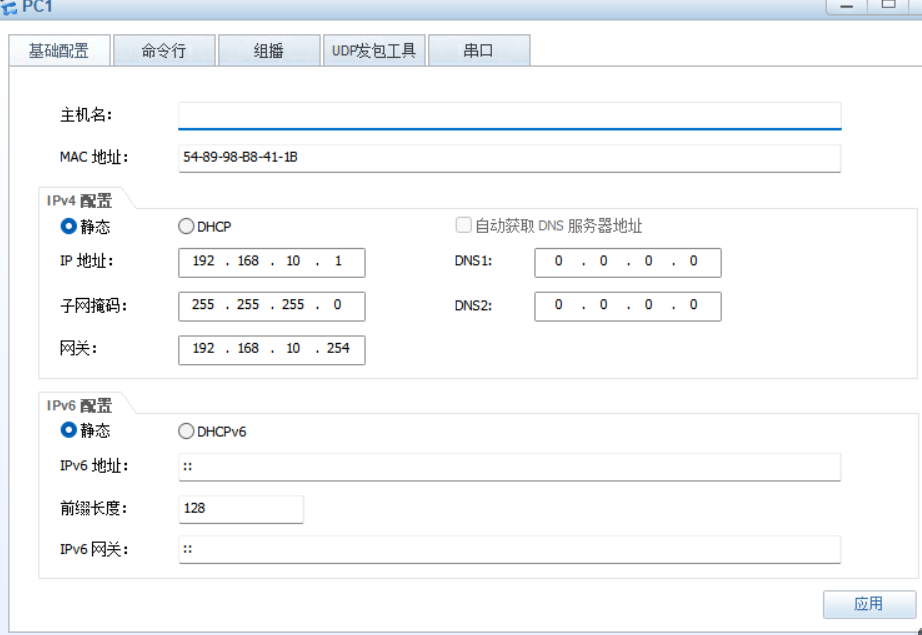 PC1
基础配置 命令行 组播 UDP发包工具 串口
主机名:
MAC 地址: 54-89-98-B8-41-1B
IPv4 配置
静态 DHCP 自动获取 DNS 服务器地址
IP 地址: 192 . 168 . 10 . 1 DNS1: 0 . 0 . 0 . 0
子网掩码: 255 . 255 . 255 . 0 DNS2: 0 . 0 . 0 . 0
网关: 192 . 168 . 10 . 254
IPv6 配置
静态 DHCPv6
IPv6 地址: ::
前缀长度: 128
IPv6 网关: ::
应用